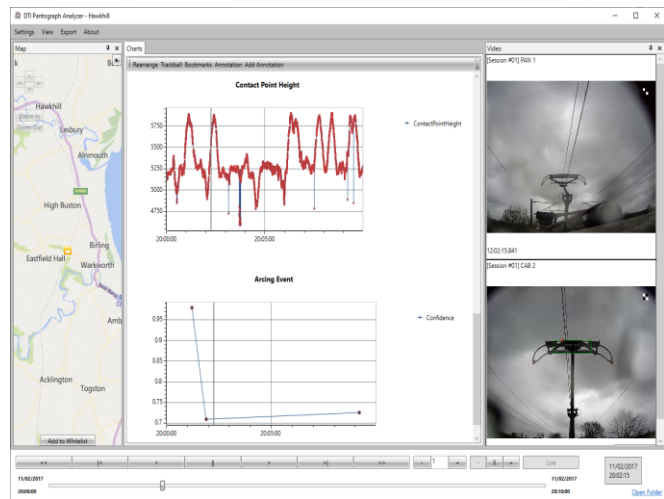 DTI Pantograph Analyzer - Hawkhill
Settings View Export About
Map
Hawkhill
Lesbury
Zoom In
Zoom Out
Alnmouth
High Buston
Birling
Eastfield Hall
Warkworth
Amb
Acklington
Togston
Add to Whitelist
Charts
Rearrange Trackball Bookmarks Annotation Add Annotation
Contact Point Height
ContactPointHeight
5750
5500
5250
5000
4750
20:00:00 20:05:00
Arcing Event
Confidence
0.95
0.9
0.85
0.8
0.75
0.7
20:00:00 20:05:00
Video
[Session #01] PAN 1
12:02:15.841
[Session #01] CAB 2
<< |< < || > >| >> - 1 + - X + Live
11/02/2017
20:00:00
11/02/2017
20:10:00
11/02/2017
20:02:15
Open Folder